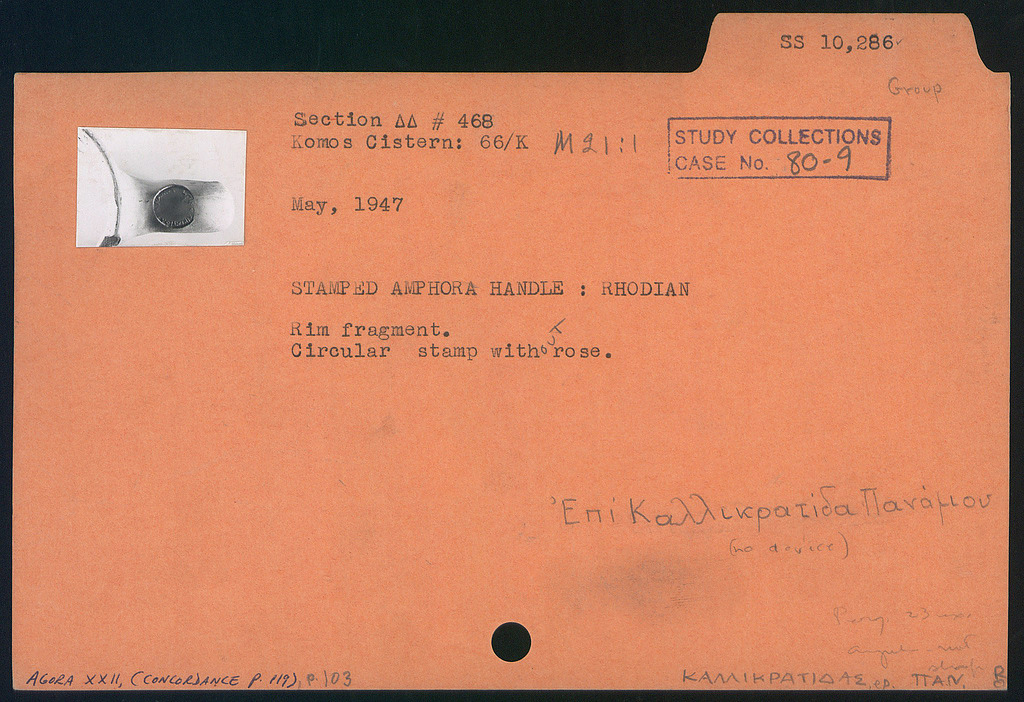 SS 10,286
Group
Section ΔΔ # 468
Komos Cistern: 66/K M 21:1
STUDY COLLECTIONS
CASE No. 80-9
May, 1947
STAMPED AMPHORA HANDLE : RHODIAN
Rim fragment.
Circular stamp with rose.
Ἐπὶ Καλλικρατίδα Πανάμου
(no device)
AGORA XXII, (CONCORDANCE P. 119), p. 103
ΚΑΛΛΙΚΡΑΤΙΔΑΣ, ep. ΠΑΝ.